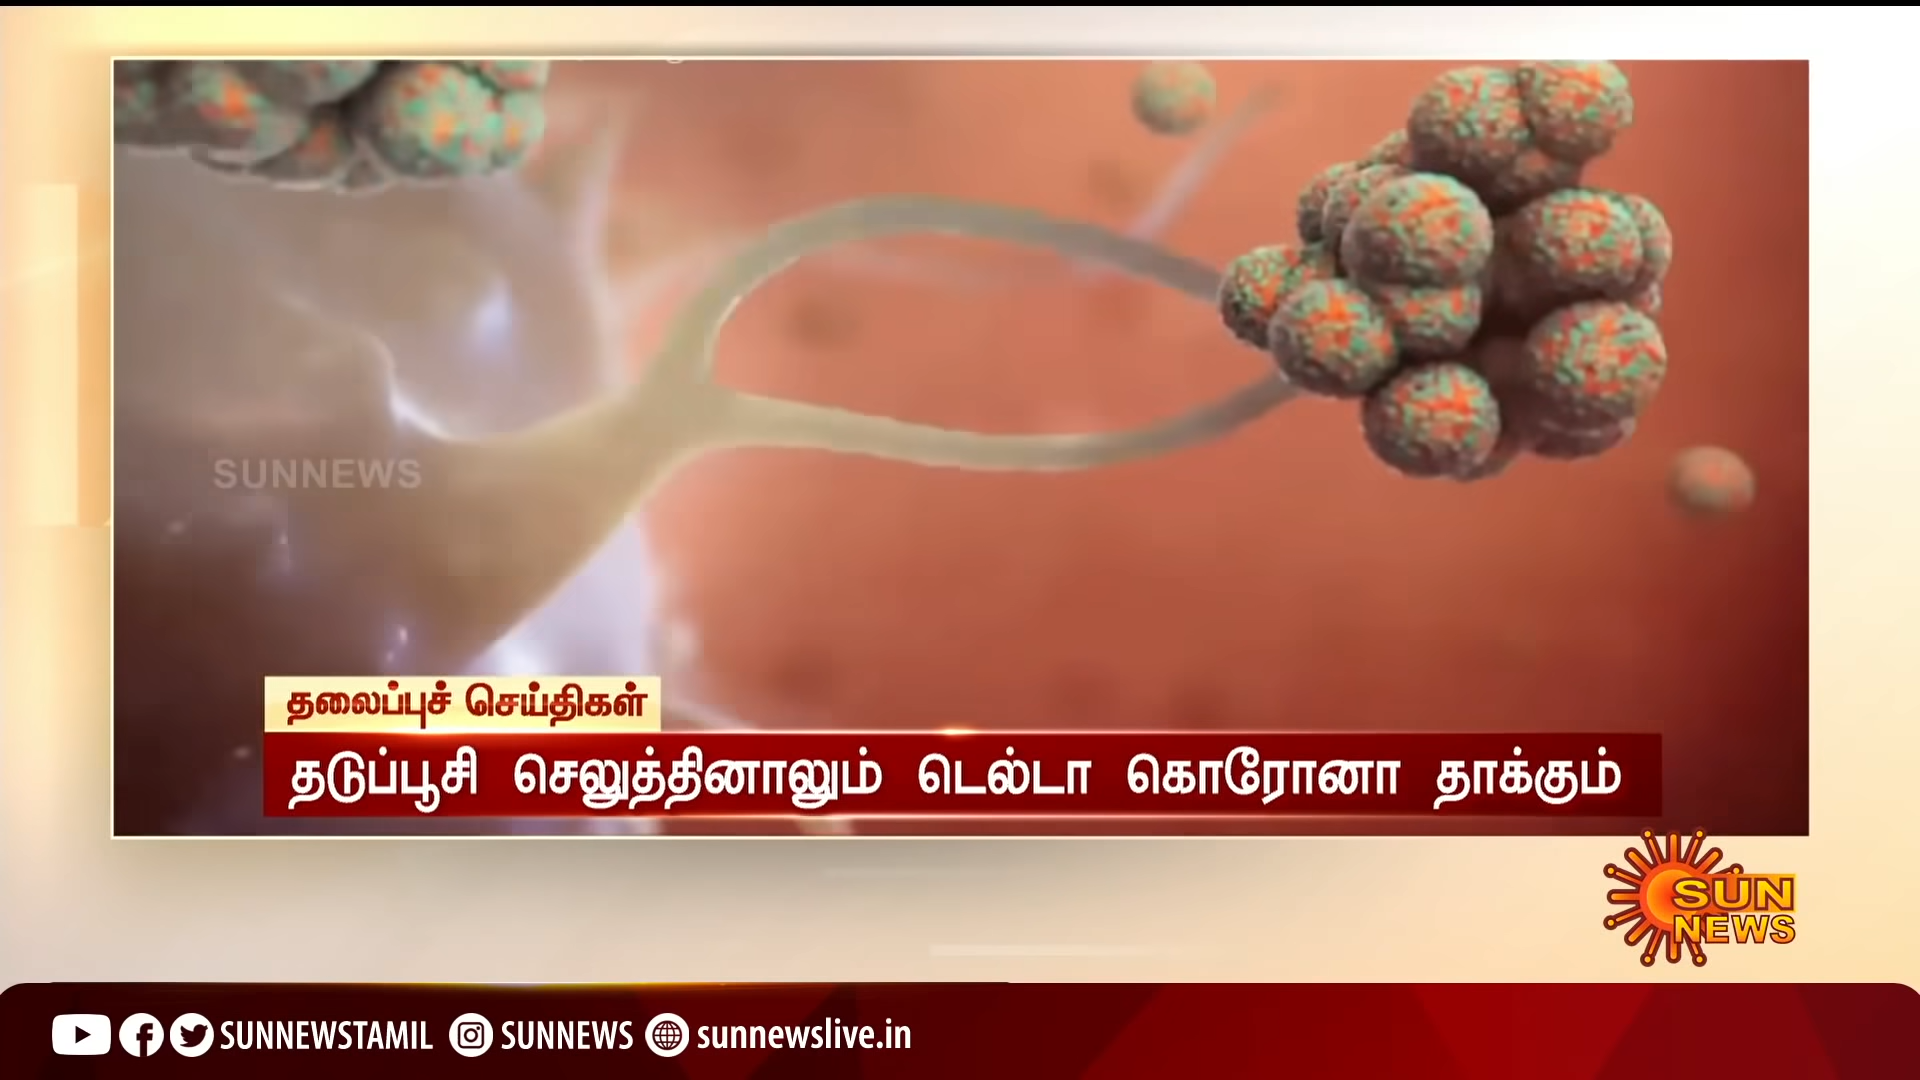 SUNNEWS
தலைப்புச் செய்திகள்
தடுப்பூசி செலுத்தினாலும் டெல்டா கொரோனா தாக்கும்
SUN
NEWS
SUNNEWSTAMIL SUNNEWS sunnewslive.in